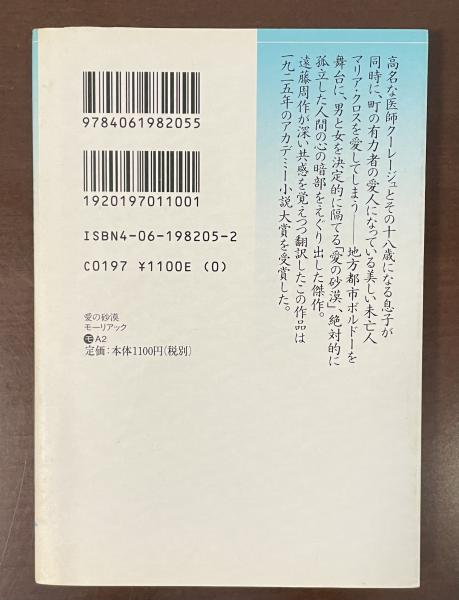 高名な医師クーレージュとその十八歳になる息子が
同時に、町の有力者の愛人になっている美しい未亡人
マリア・クロスを愛してしまう――地方都市ボルドーを
舞台に、男と女を決定的に隔てる「愛の砂漠」、絶対的に
孤立した人間の心の暗部をえぐり出した傑作。
遠藤周作が深い共感を覚えつつ翻訳したこの作品は
一九二五年のアカデミー小説大賞を受賞した。
9784061982055
1920197011001
ISBN4-06-198205-2
C0197 ¥1100E (0)
愛の砂漠
モーリアック
モA2
定価:本体1100円(税別)